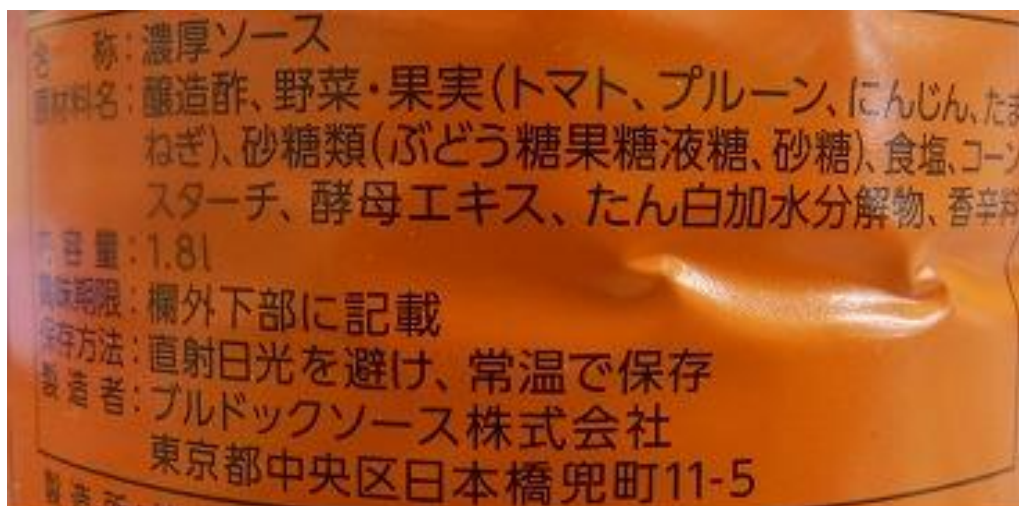 名称：濃厚ソース
原材料名：醸造酢、野菜・果実（トマト、プルーン、にんじん、たま
ねぎ）、砂糖類（ぶどう糖果糖液糖、砂糖）、食塩、コーン
スターチ、酵母エキス、たん白加水分解物、香辛料
内容量：1.8l
賞味期限：欄外下部に記載
保存方法：直射日光を避け、常温で保存
製造者：ブルドックソース株式会社
東京都中央区日本橋兜町11-5
製造所